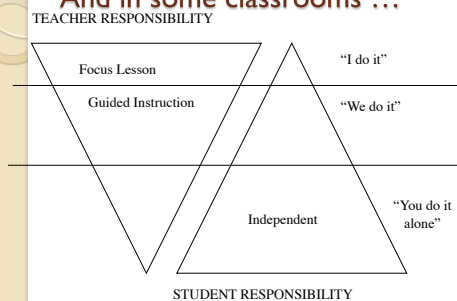 And in some classrooms …
TEACHER RESPONSIBILITY
Focus Lesson
“I do it”
Guided Instruction
“We do it”
Independent
“You do it
alone”
STUDENT RESPONSIBILITY